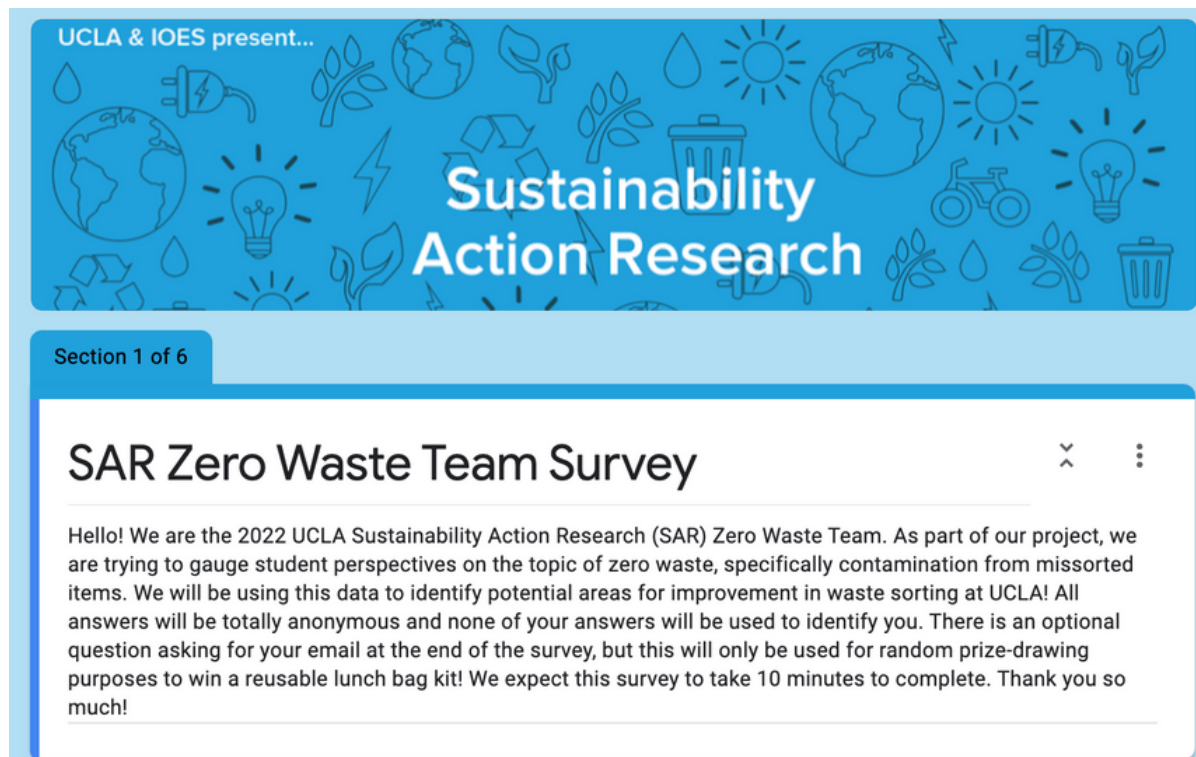 UCLA & IOES present...
Sustainability
Action Research
Section 1 of 6
SAR Zero Waste Team Survey
Hello! We are the 2022 UCLA Sustainability Action Research (SAR) Zero Waste Team. As part of our project, we
are trying to gauge student perspectives on the topic of zero waste, specifically contamination from missorted
items. We will be using this data to identify potential areas for improvement in waste sorting at UCLA! All
answers will be totally anonymous and none of your answers will be used to identify you. There is an optional
question asking for your email at the end of the survey, but this will only be used for random prize-drawing
purposes to win a reusable lunch bag kit! We expect this survey to take 10 minutes to complete. Thank you so
much!